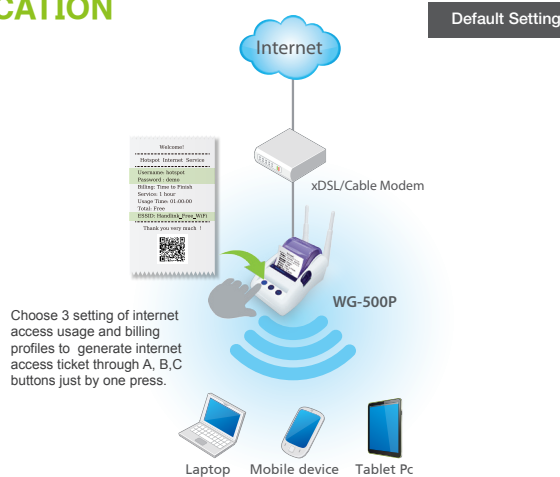 CATION
Default Setting
Internet
Welcome!
Hotspot Internet Service
Username: hotspot
Password : demo
Billing: Time to Finish
Service: 1 hour
Usage Time: 01:00:00
Total: Free
ESSID: Handlink_Free_WiFi
Thank you very much !
xDSL/Cable Modem
WG-500P
Choose 3 setting of internet
access usage and billing
profiles to generate internet
access ticket through A, B,C
buttons just by one press.
Laptop
Mobile device
Tablet Pc